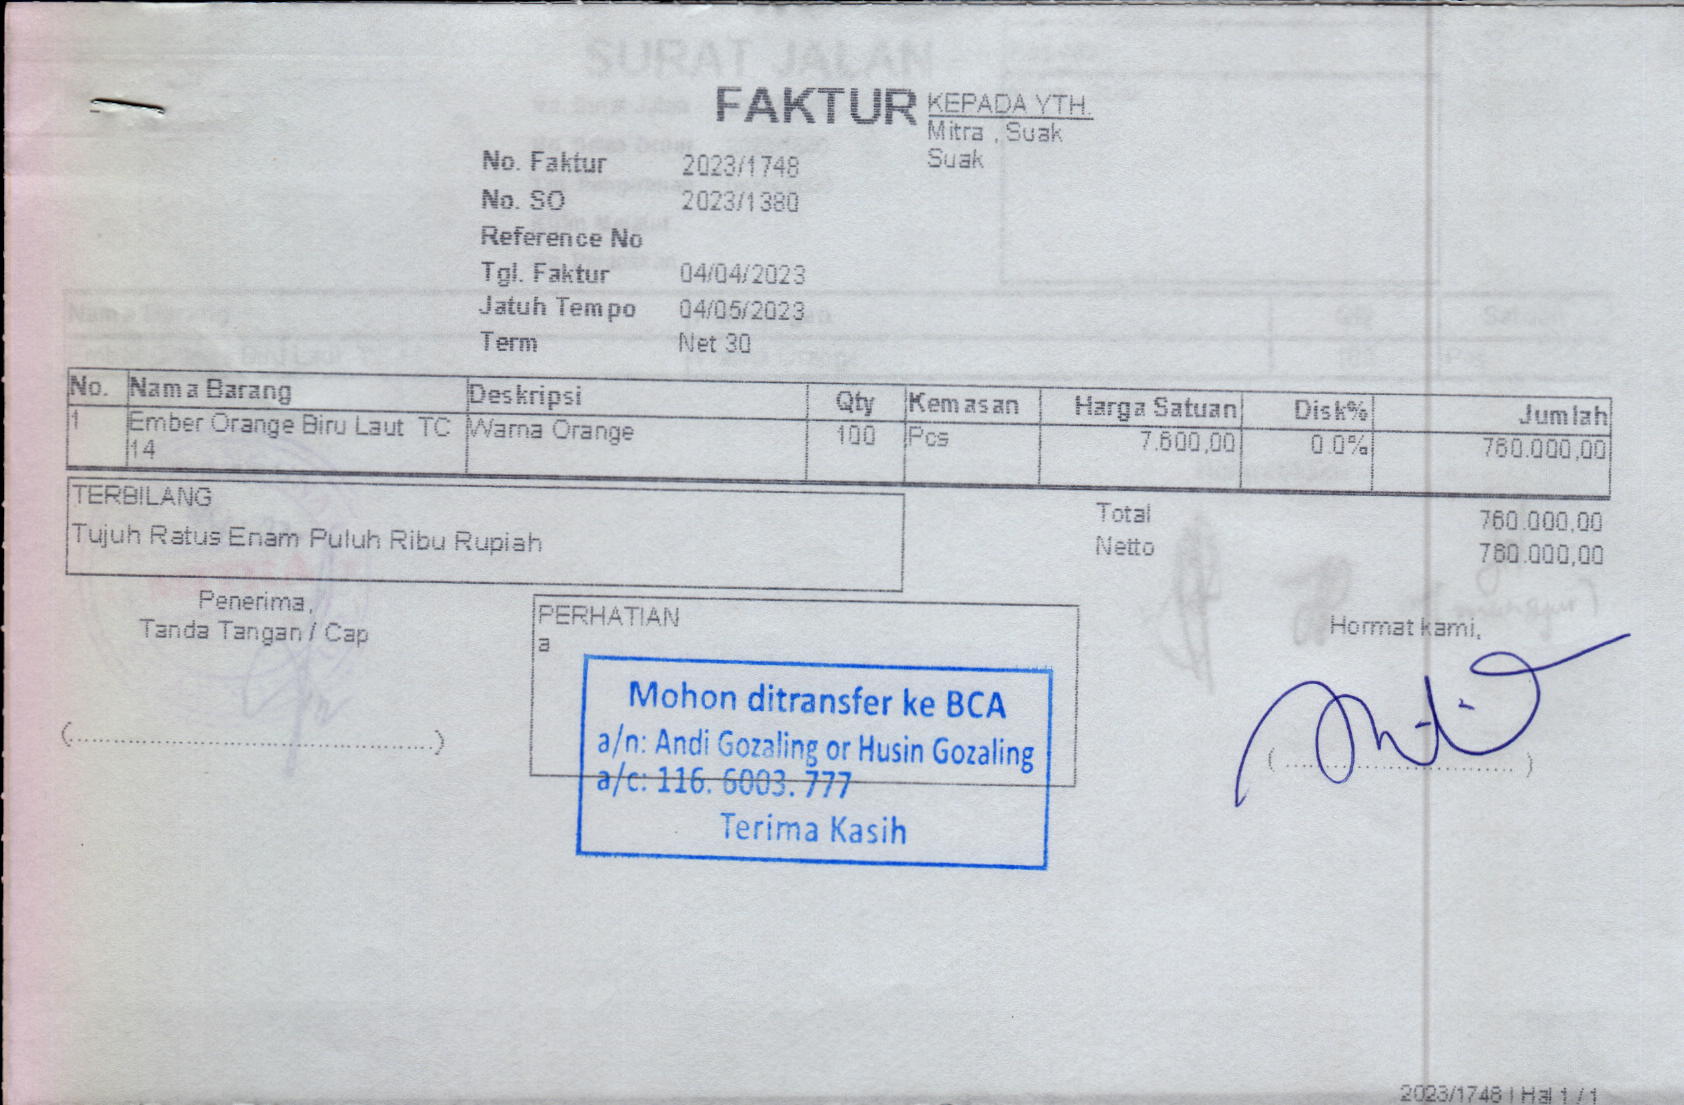 SURAT JALAN
FAKTUR
KEPADA YTH.
Mitra , Suak
Suak
No. Faktur 2023/1748
No. SO 2023/1380
Reference No
Tgl. Faktur 04/04/2023
Jatuh Tempo 04/05/2023
Term Net 30
No. Nama Barang Deskripsi Qty Kemasan Harga Satuan Disk% Jumlah
1 Ember Orange Biru Laut TC Warna Orange 100 Pcs 7.600,00 0.0% 760.000,00
14
TERBILANG
Tujuh Ratus Enam Puluh Ribu Rupiah
Total 760.000,00
Netto 760.000,00
Penerima,
Tanda Tangan / Cap
(....................................................)
PERHATIAN
a
Mohon ditransfer ke BCA
a/n: Andi Gozaling or Husin Gozaling
a/c: 116. 6003. 777
Terima Kasih
Hormat kami,
(.................................)
2023/1748 | Hal 1 / 1